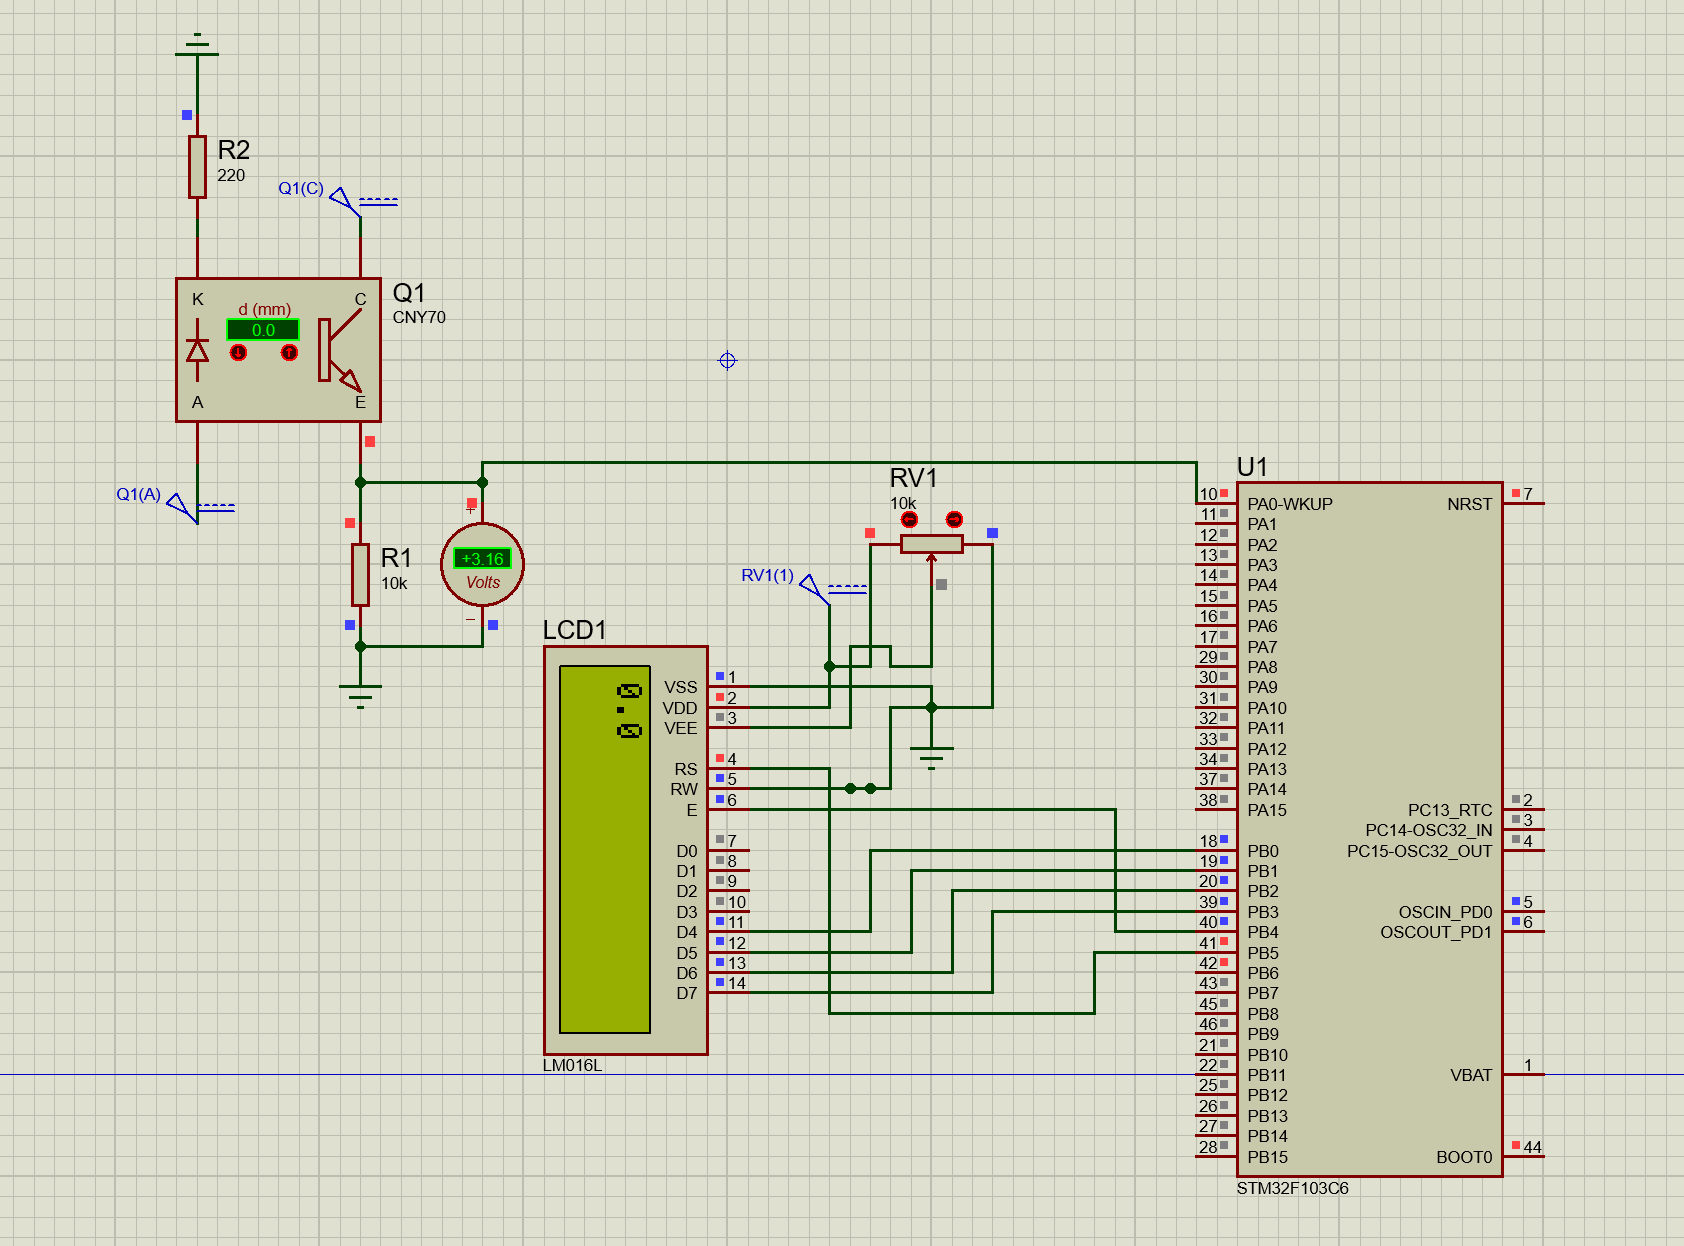 R2
220
Q1(C)
K
C
d (mm)
0.0
A
E
Q1
CNY70
Q1(A)
R1
10k
+
+3.16
Volts
−
RV1
10k
RV1(1)
LCD1
0.0
VSS 1
VDD 2
VEE 3
RS 4
RW 5
E 6
D0 7
D1 8
D2 9
D3 10
D4 11
D5 12
D6 13
D7 14
LM016L
U1
10 PA0-WKUP
11 PA1
12 PA2
13 PA3
14 PA4
15 PA5
16 PA6
17 PA7
29 PA8
30 PA9
31 PA10
32 PA11
33 PA12
34 PA13
37 PA14
38 PA15
18 PB0
19 PB1
20 PB2
39 PB3
40 PB4
41 PB5
42 PB6
43 PB7
45 PB8
46 PB9
21 PB10
22 PB11
25 PB12
26 PB13
27 PB14
28 PB15
NRST 7
PC13_RTC 2
PC14-OSC32_IN 3
PC15-OSC32_OUT 4
OSCIN_PD0 5
OSCOUT_PD1 6
VBAT 1
BOOT0 44
STM32F103C6